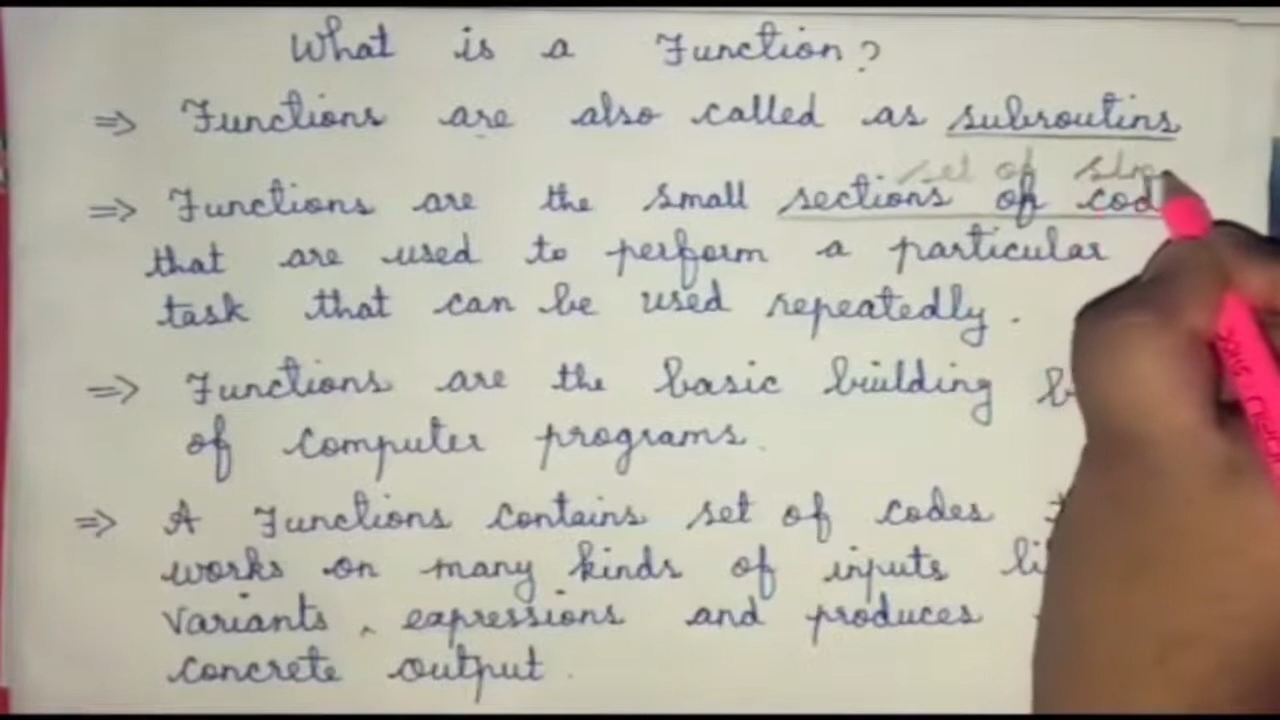 What is a Function?
⇒ Functions are also called as subroutins
set of
⇒ Functions are the small sections of cod
that are used to perform a particular
task that can be used repeatedly.
⇒ Functions are the basic building
of computer programs.
⇒ A Functions contains set of codes
works on many kinds of inputs
variants, expressions and produces
concrete output.